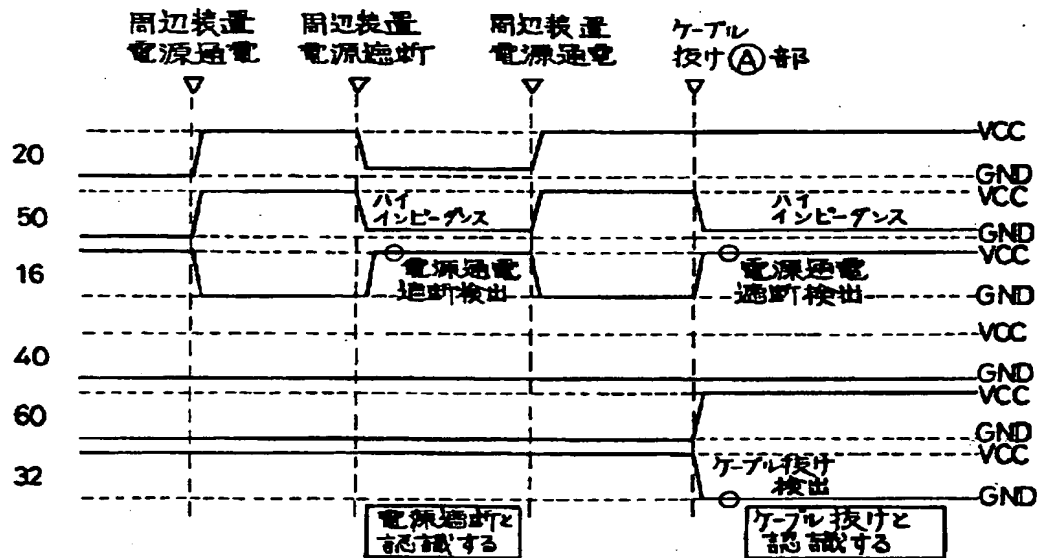 周辺装置
電源通電
周辺装置
電源遮断
周辺装置
電源通電
ケーブル
抜けⒶ部
20
VCC
GND
50
VCC
ハイ
インピーダンス
ハイ
インピーダンス
GND
16
VCC
電源通電
遮断検出
電源通電
遮断検出
GND
40
VCC
GND
60
VCC
GND
32
VCC
ケーブル抜け
検出
GND
電源遮断と
認識する
ケーブル抜けと
認識する